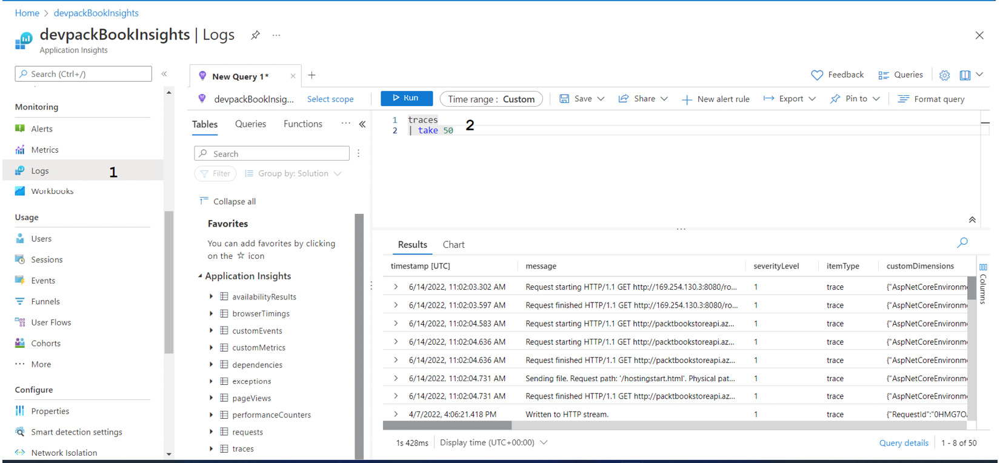 Home > devpackBookInsights
devpackBookInsights | Logs ...
Application Insights
Search (Ctrl+/) «
Monitoring
Alerts
Metrics
Logs 1
Workbooks
Usage
Users
Sessions
Events
Funnels
User Flows
Cohorts
More
Configure
Properties
Smart detection settings
Network Isolation
New Query 1*
Feedback Queries
devpackBookInsig... Select scope
Run Time range : Custom Save Share New alert rule Export Pin to Format query
Tables Queries Functions ... «
Search
Filter Group by: Solution
Collapse all
Favorites
You can add favorites by clicking
on the ☆ icon
Application Insights
availabilityResults
browserTimings
customEvents
customMetrics
dependencies
exceptions
pageViews
performanceCounters
requests
traces
1 traces
2 | take 50 2
Results Chart
timestamp [UTC] message severityLevel itemType customDimensions
6/14/2022, 11:02:03.302 AM Request starting HTTP/1.1 GET http://169.254.130.3:8080/ro... 1 trace {"AspNetCoreEnvironme
6/14/2022, 11:02:03.597 AM Request finished HTTP/1.1 GET http://169.254.130.3:8080/ro... 1 trace {"AspNetCoreEnvironme
6/14/2022, 11:02:04.583 AM Request starting HTTP/1.1 GET http://packtbookstoreapi.az... 1 trace {"AspNetCoreEnvironme
6/14/2022, 11:02:04.636 AM Request starting HTTP/1.1 GET http://packtbookstoreapi.az... 1 trace {"AspNetCoreEnvironme
6/14/2022, 11:02:04.636 AM Request finished HTTP/1.1 GET http://packtbookstoreapi.az... 1 trace {"AspNetCoreEnvironme
6/14/2022, 11:02:04.731 AM Sending file. Request path: '/hostingstart.html'. Physical pat... 1 trace {"AspNetCoreEnvironme
6/14/2022, 11:02:04.731 AM Request finished HTTP/1.1 GET http://packtbookstoreapi.az... 1 trace {"AspNetCoreEnvironme
4/7/2022, 4:06:21.418 PM Written to HTTP stream. 1 trace {"RequestId":"0HMG7O
Columns
1s 428ms Display time (UTC+00:00) Query details 1 - 8 of 50